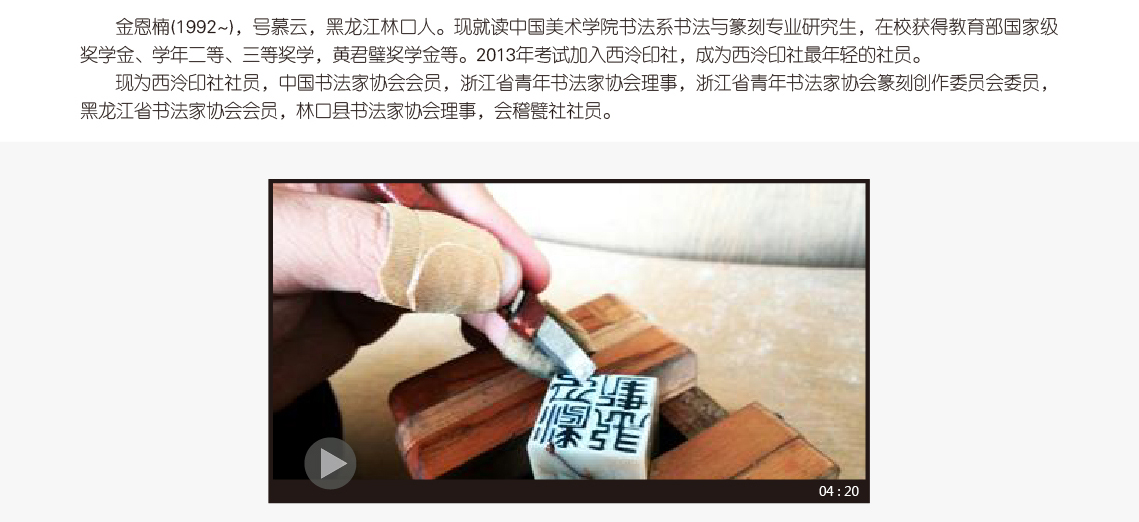 金恩楠(1992~)，号慕云，黑龙江林口人。现就读中国美术学院书法系书法与篆刻专业研究生，在校获得教育部国家级
奖学金、学年二等、三等奖学，黄君璧奖学金等。2013年考试加入西泠印社，成为西泠印社最年轻的社员。
现为西泠印社社员，中国书法家协会会员，浙江省青年书法家协会理事，浙江省青年书法家协会篆刻创作委员会委员，
黑龙江省书法家协会会员，林口县书法家协会理事，会稽甓社社员。
04 : 20